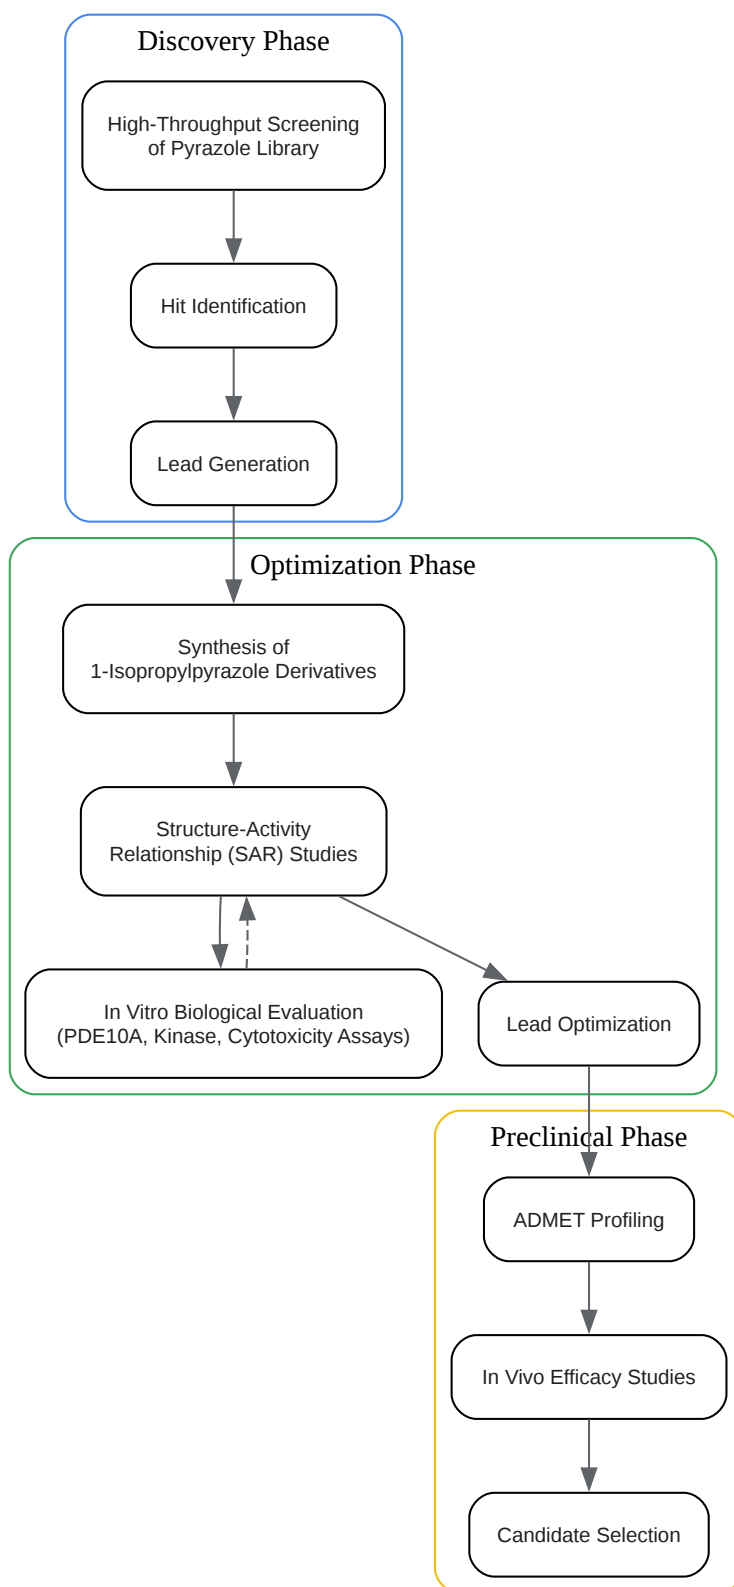 Discovery Phase
High-Throughput Screening
of Pyrazole Library
Hit Identification
Lead Generation
Optimization Phase
Synthesis of
1-Isopropylpyrazole Derivatives
Structure-Activity
Relationship (SAR) Studies
In Vitro Biological Evaluation
(PDE10A, Kinase, Cytotoxicity Assays)
Lead Optimization
Preclinical Phase
ADMET Profiling
In Vivo Efficacy Studies
Candidate Selection